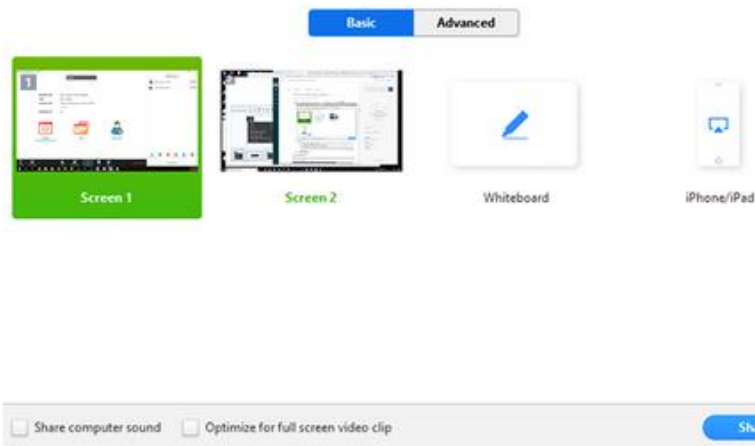 Basic Advanced
1
Screen 1 Screen 2 Whiteboard iPhone/iPad
Share computer sound Optimize for full screen video clip Sha